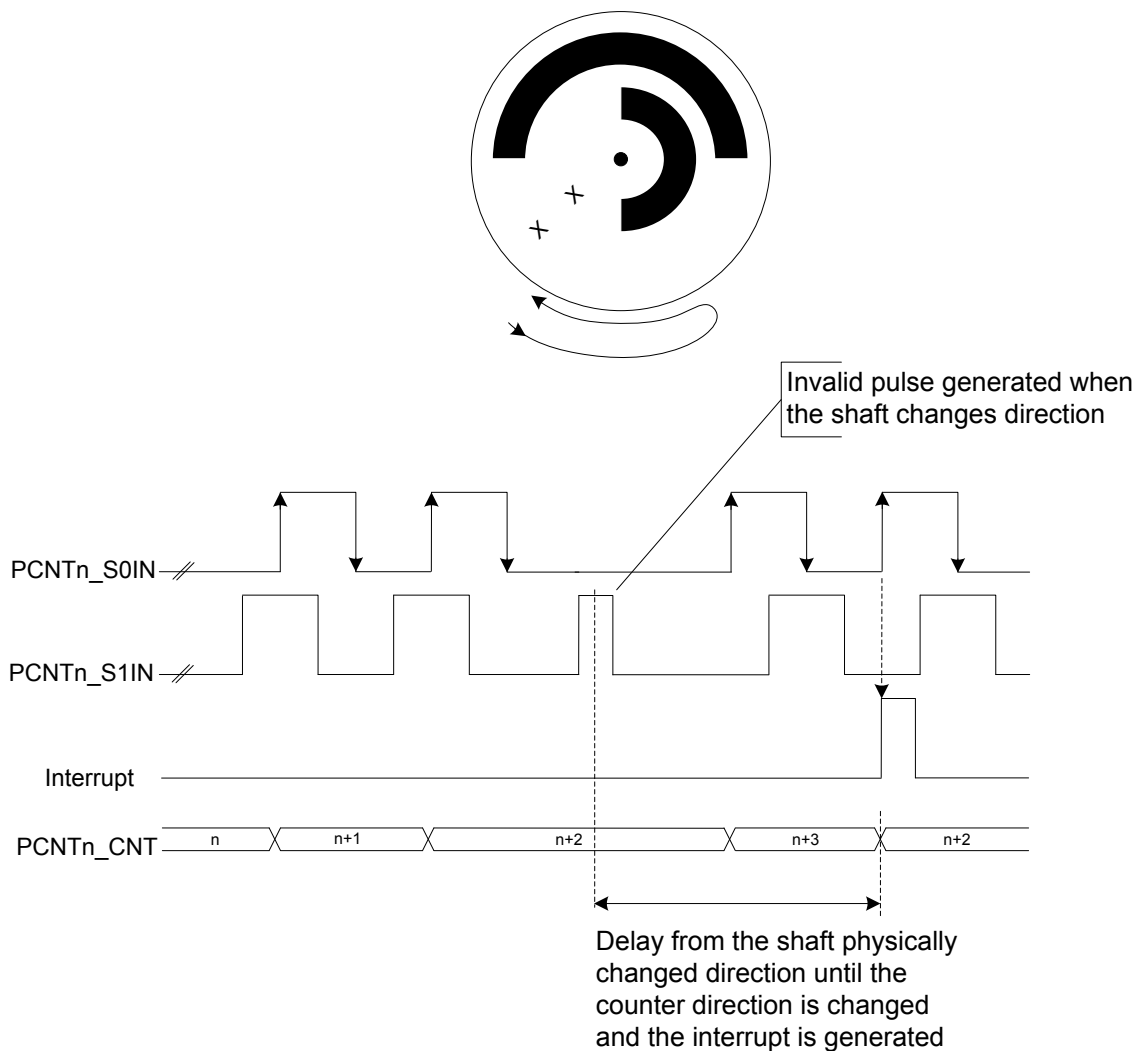 X
X
Invalid pulse generated when
the shaft changes direction
PCNTn_S0IN
PCNTn_S1IN
Interrupt
PCNTn_CNT
n
n+1
n+2
n+3
n+2
Delay from the shaft physically
changed direction until the
counter direction is changed
and the interrupt is generated